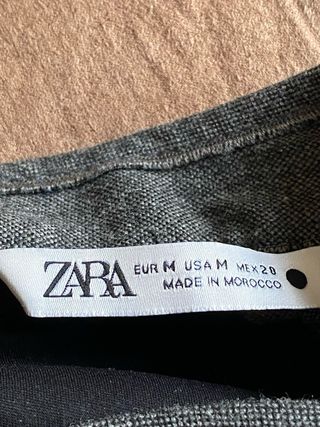 ZARA
EUR M USA M MEX 28
MADE IN MOROCCO